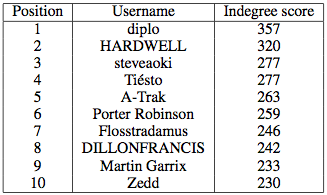 Position Username Indegree score
1 diplo 357
2 HARDWELL 320
3 steveaoki 277
4 Tiësto 277
5 A-Trak 263
6 Porter Robinson 259
7 Flosstradamus 246
8 DILLONFRANCIS 242
9 Martin Garrix 233
10 Zedd 230